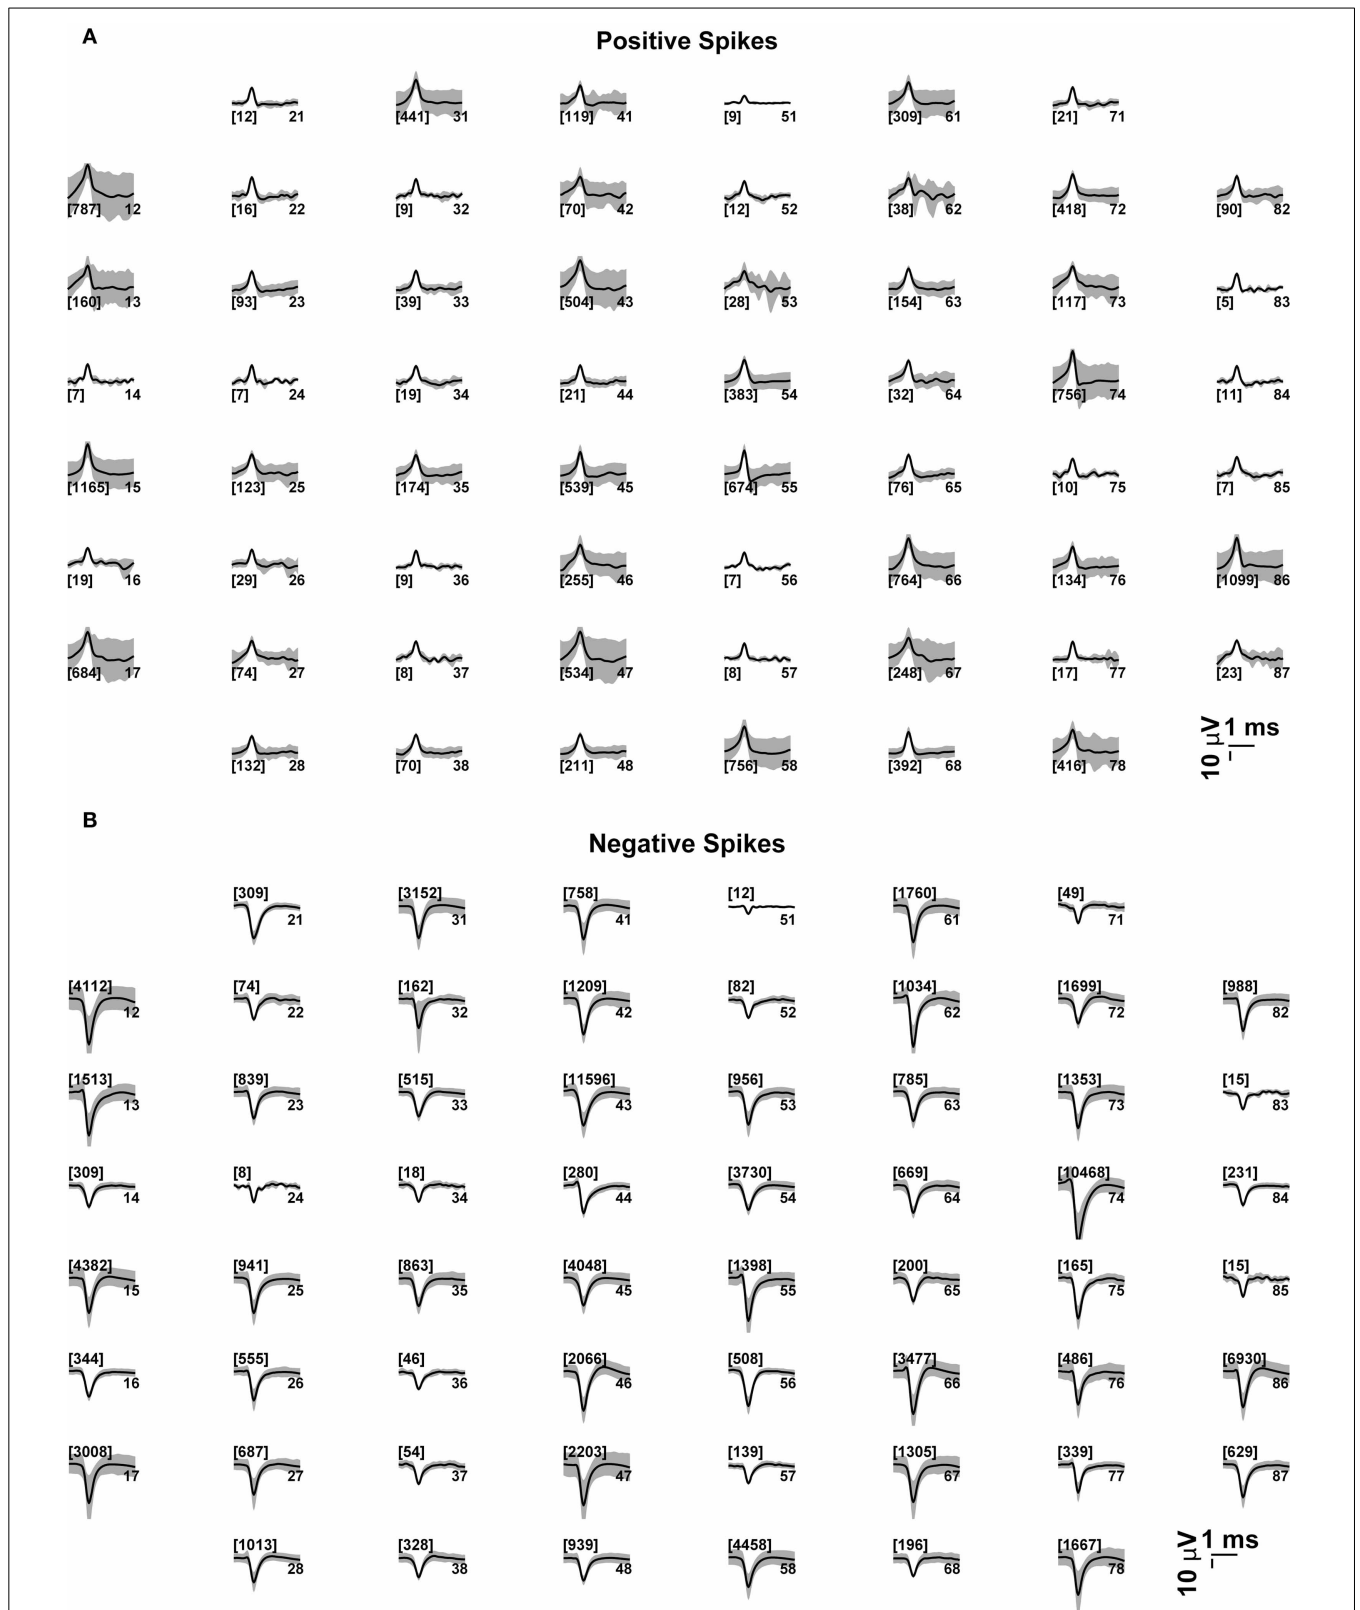 A
Positive Spikes
[12] 21 [441] 31 [119] 41 [9] 51 [309] 61 [21] 71
[787] 12 [16] 22 [9] 32 [70] 42 [12] 52 [38] 62 [418] 72 [90] 82
[160] 13 [93] 23 [39] 33 [504] 43 [28] 53 [154] 63 [117] 73 [5] 83
[7] 14 [7] 24 [19] 34 [21] 44 [383] 54 [32] 64 [756] 74 [11] 84
[1165] 15 [123] 25 [174] 35 [539] 45 [674] 55 [76] 65 [10] 75 [7] 85
[19] 16 [29] 26 [9] 36 [255] 46 [7] 56 [764] 66 [134] 76 [1099] 86
[684] 17 [74] 27 [8] 37 [534] 47 [8] 57 [248] 67 [17] 77 [23] 87
10 µV 1 ms
[132] 28 [70] 38 [211] 48 [756] 58 [392] 68 [416] 78
B
Negative Spikes
[309] [3152] [758] [12] [1760] [49]
21 31 41 51 61 71
[4112] [74] [162] [1209] [82] [1034] [1699] [988]
12 22 32 42 52 62 72 82
[1513] [839] [515] [11596] [956] [785] [1353] [15]
13 23 33 43 53 63 73 83
[309] [8] [18] [280] [3730] [669] [10468] [231]
14 24 34 44 54 64 74 84
[4382] [941] [863] [4048] [1398] [200] [165] [15]
15 25 35 45 55 65 75 85
[344] [555] [46] [2066] [508] [3477] [486] [6930]
16 26 36 46 56 66 76 86
[3008] [687] [54] [2203] [139] [1305] [339] [629]
17 27 37 47 57 67 77 87
[1013] [328] [939] [4458] [196] [1667]
28 38 48 58 68 78
10 µV 1 ms